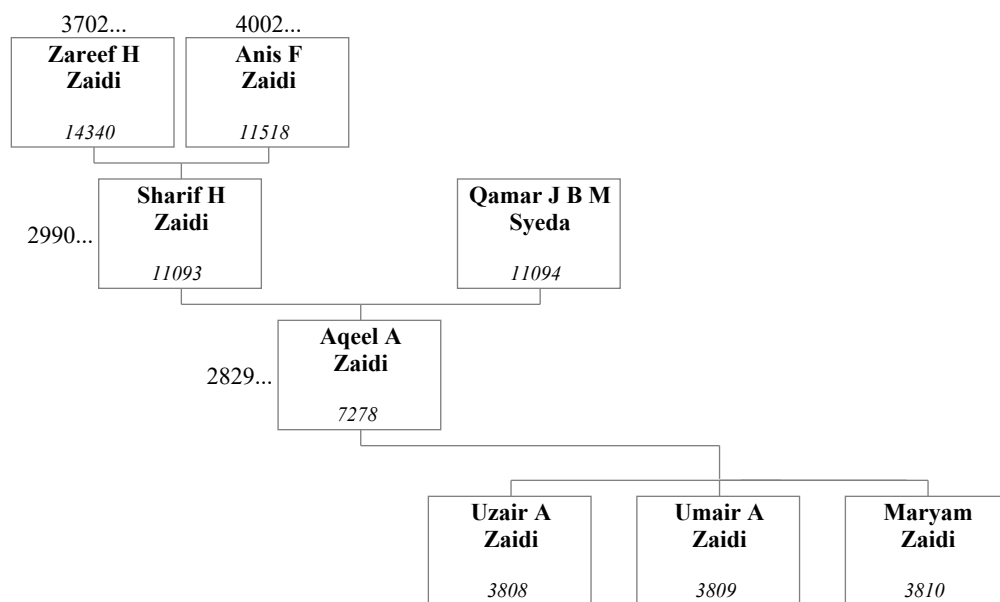 3702...
4002...
Zareef H
Zaidi
14340
Anis F
Zaidi
11518
2990...
Sharif H
Zaidi
11093
Qamar J B M
Syeda
11094
2829...
Aqeel A
Zaidi
7278
Uzair A
Zaidi
3808
Umair A
Zaidi
3809
Maryam
Zaidi
3810